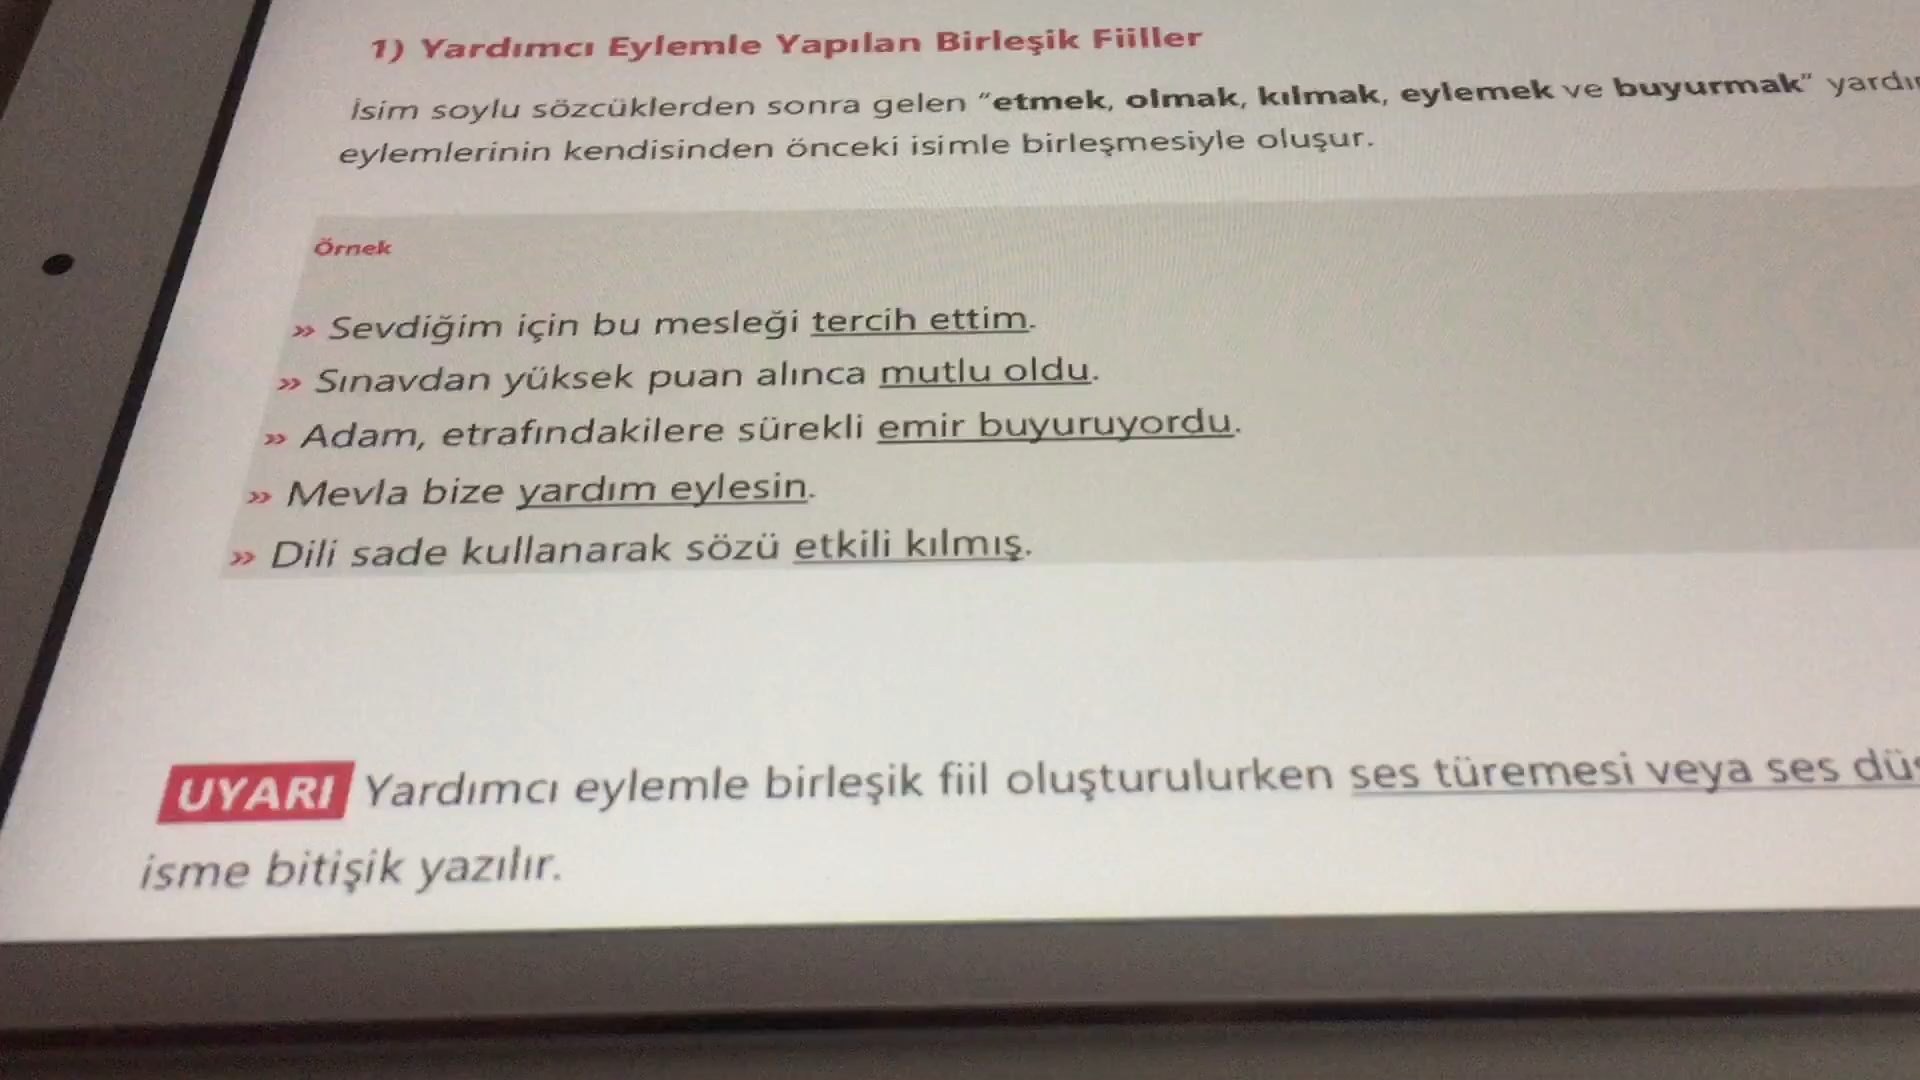 1) Yardımcı Eylemle Yapılan Birleşik Fiiller
İsim soylu sözcüklerden sonra gelen "etmek, olmak, kılmak, eylemek ve buyurmak"
eylemlerinin kendisinden önceki isimle birleşmesiyle oluşur.
Örnek
» Sevdiğim için bu mesleği tercih ettim.
» Sınavdan yüksek puan alınca mutlu oldu.
» Adam, etrafındakilere sürekli emir buyuruyordu.
» Mevla bize yardım eylesin.
» Dili sade kullanarak sözü etkili kılmış.
UYARI Yardımcı eylemle birleşik fiil oluşturulurken ses türemesi veya ses
isme bitişik yazılır.